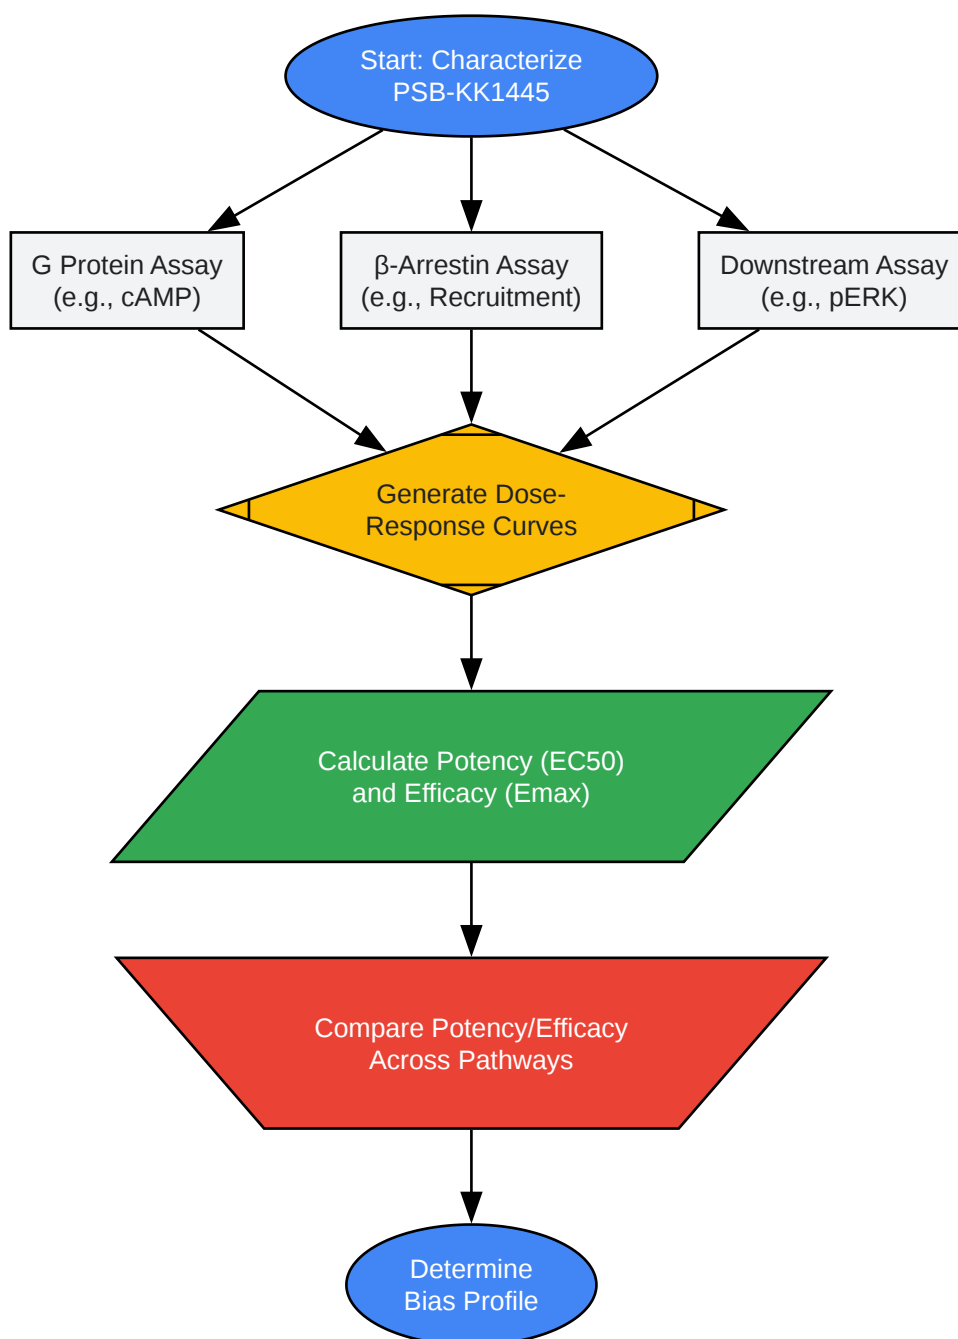 Start: Characterize
PSB-KK1445
G Protein Assay
(e.g., cAMP)
β-Arrestin Assay
(e.g., Recruitment)
Downstream Assay
(e.g., pERK)
Generate Dose-
Response Curves
Calculate Potency (EC50)
and Efficacy (Emax)
Compare Potency/Efficacy
Across Pathways
Determine
Bias Profile